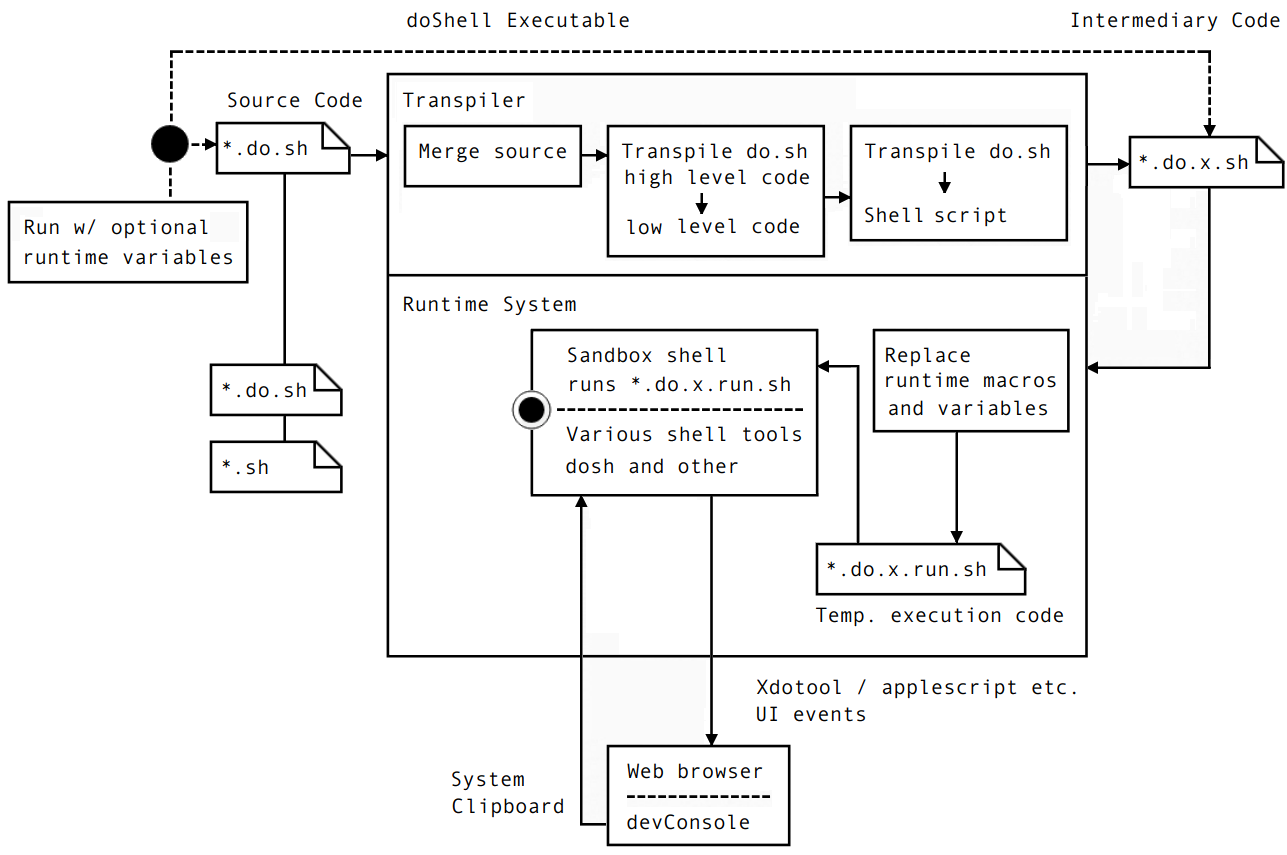 doShell Executable
Intermediary Code
Source Code
Transpiler
*.do.sh
Merge source
Transpile do.sh
high level code
low level code
Transpile do.sh
Shell script
*.do.x.sh
Run w/ optional
runtime variables
Runtime System
Sandbox shell
runs *.do.x.run.sh
Various shell tools
dosh and other
Replace
runtime macros
and variables
*.do.sh
*.sh
*.do.x.run.sh
Temp. execution code
Xdotool / applescript etc.
UI events
System
Clipboard
Web browser
devConsole